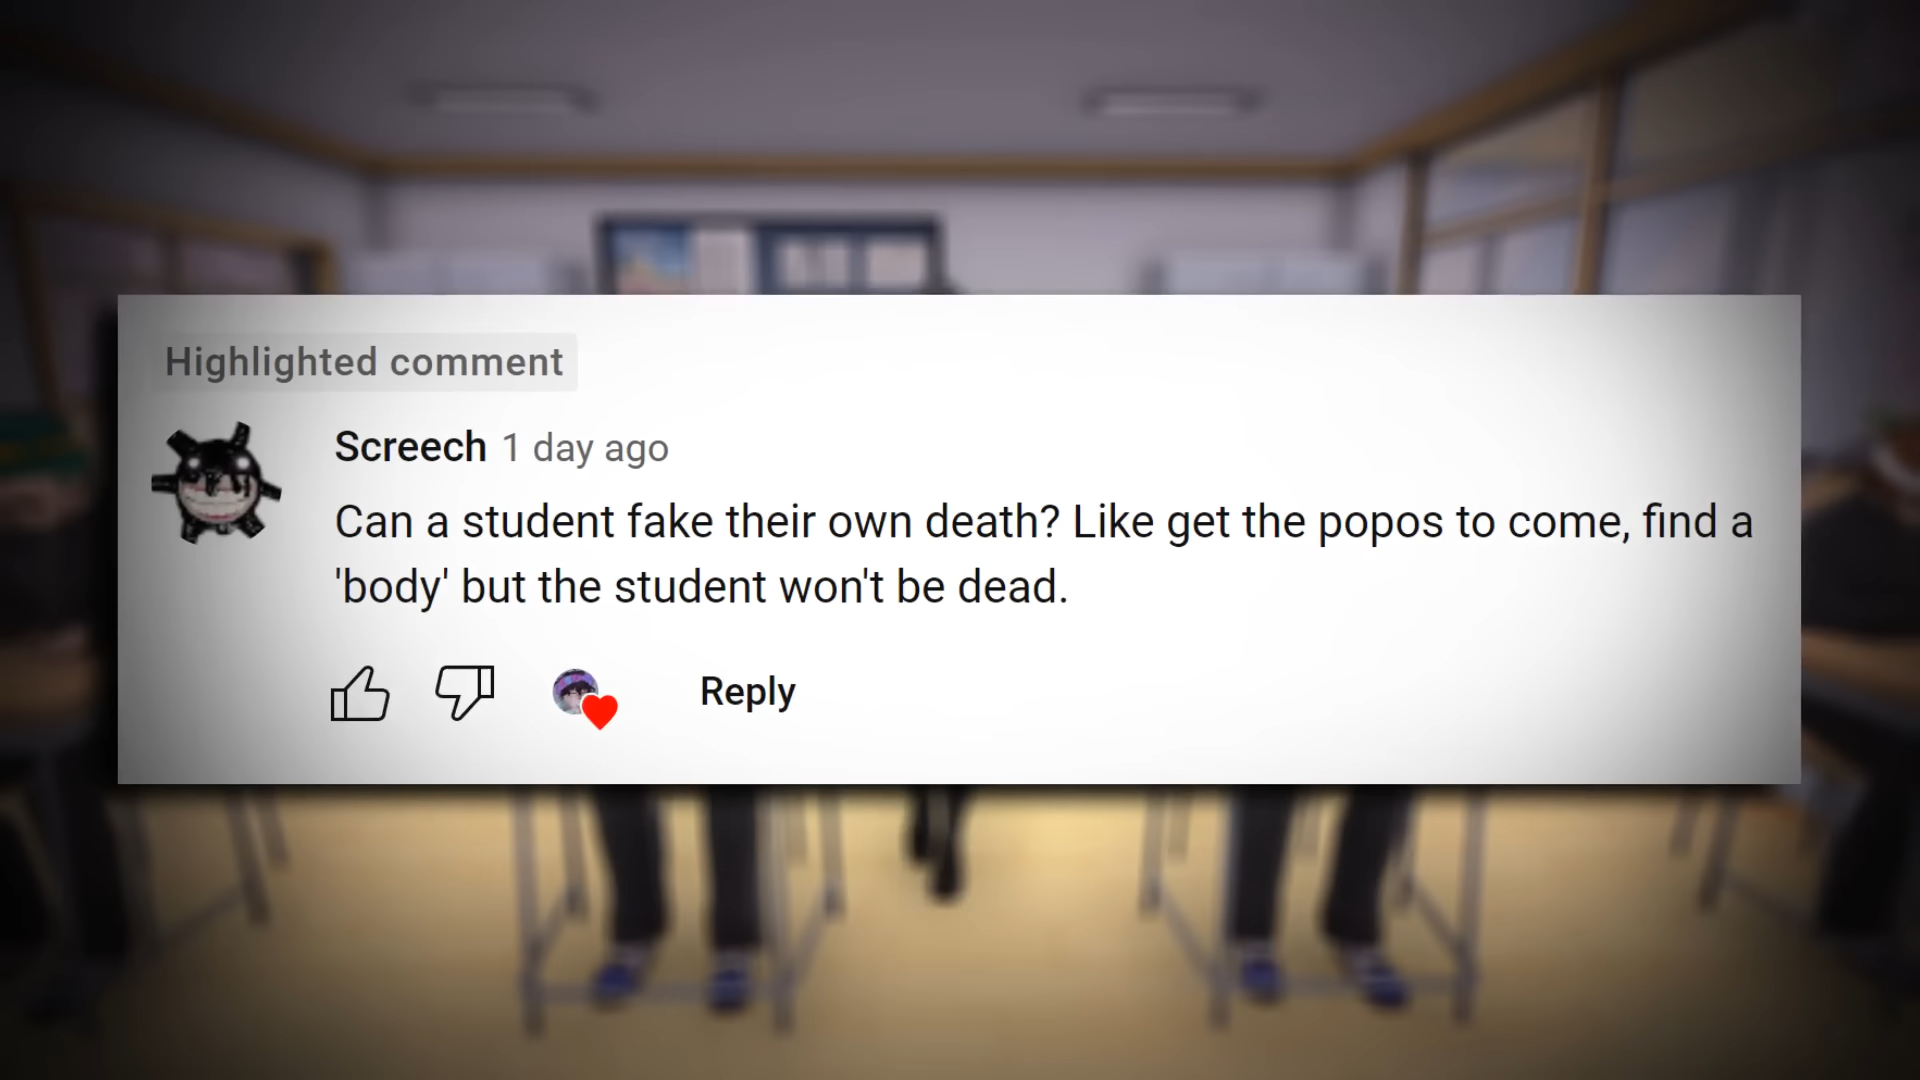 Highlighted comment
Screech 1 day ago
Can a student fake their own death? Like get the popos to come, find a
'body' but the student won't be dead.
Reply